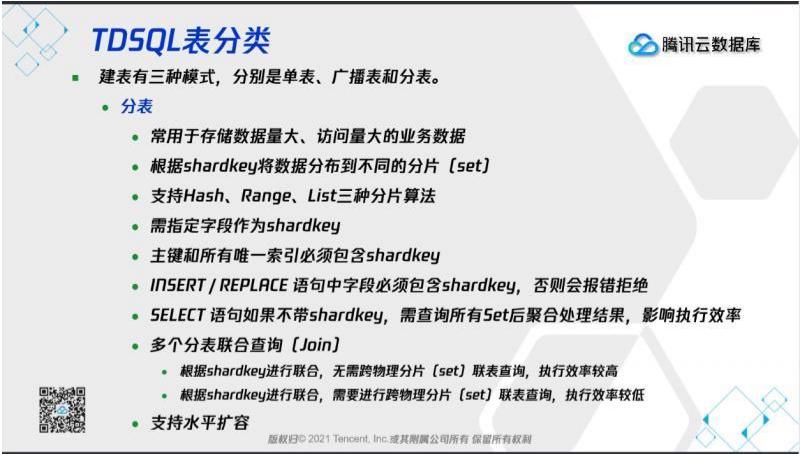 TDSQL表分类
腾讯云数据库
建表有三种模式，分别是单表、广播表和分表。
分表
常用于存储数据量大、访问量大的业务数据
根据shardkey将数据分布到不同的分片（set）
支持Hash、Range、List三种分片算法
需指定字段作为shardkey
主键和所有唯一索引必须包含shardkey
INSERT / REPLACE 语句中字段必须包含shardkey，否则会报错拒绝
SELECT 语句如果不带shardkey，需查询所有Set后聚合处理结果，影响执行效率
多个分表联合查询（Join）
根据shardkey进行联合，无需跨物理分片（set）联表查询，执行效率较高
根据shardkey进行联合，需要进行跨物理分片（set）联表查询，执行效率较低
支持水平扩容
版权归© 2021 Tencent, Inc.或其附属公司所有 保留所有权利